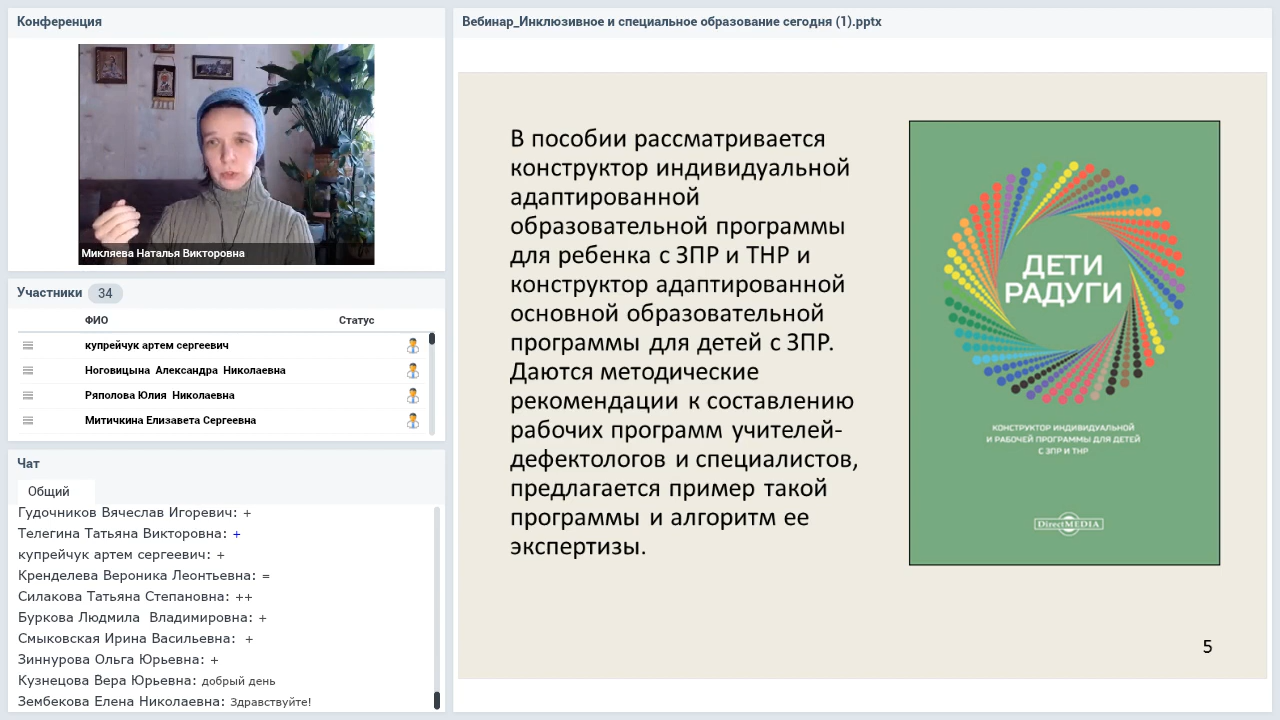 Конференция
Микляева Наталья Викторовна
Участники 34
ФИО Статус
купрейчук артем сергеевич
Ноговицына Александра Николаевна
Ряполова Юлия Николаевна
Митичкина Елизавета Сергеевна
Чат
Общий
Гудочников Вячеслав Игоревич: +
Телегина Татьяна Викторовна: +
купрейчук артем сергеевич: +
Кренделева Вероника Леонтьевна: =
Силакова Татьяна Степановна: ++
Буркова Людмила Владимировна: +
Смыковская Ирина Васильевна: +
Зиннурова Ольга Юрьевна: +
Кузнецова Вера Юрьевна: добрый день
Зембекова Елена Николаевна: Здравствуйте!
Вебинар_Инклюзивное и специальное образование сегодня (1).pptx
В пособии рассматривается
конструктор индивидуальной
адаптированной
образовательной программы
для ребенка с ЗПР и ТНР и
конструктор адаптированной
основной образовательной
программы для детей с ЗПР.
Даются методические
рекомендации к составлению
рабочих программ учителей-
дефектологов и специалистов,
предлагается пример такой
программы и алгоритм ее
экспертизы.
ДЕТИ
РАДУГИ
КОНСТРУКТОР ИНДИВИДУАЛЬНОЙ
И РАБОЧЕЙ ПРОГРАММЫ ДЛЯ ДЕТЕЙ
С ЗПР И ТНР
DirectMEDIA
5